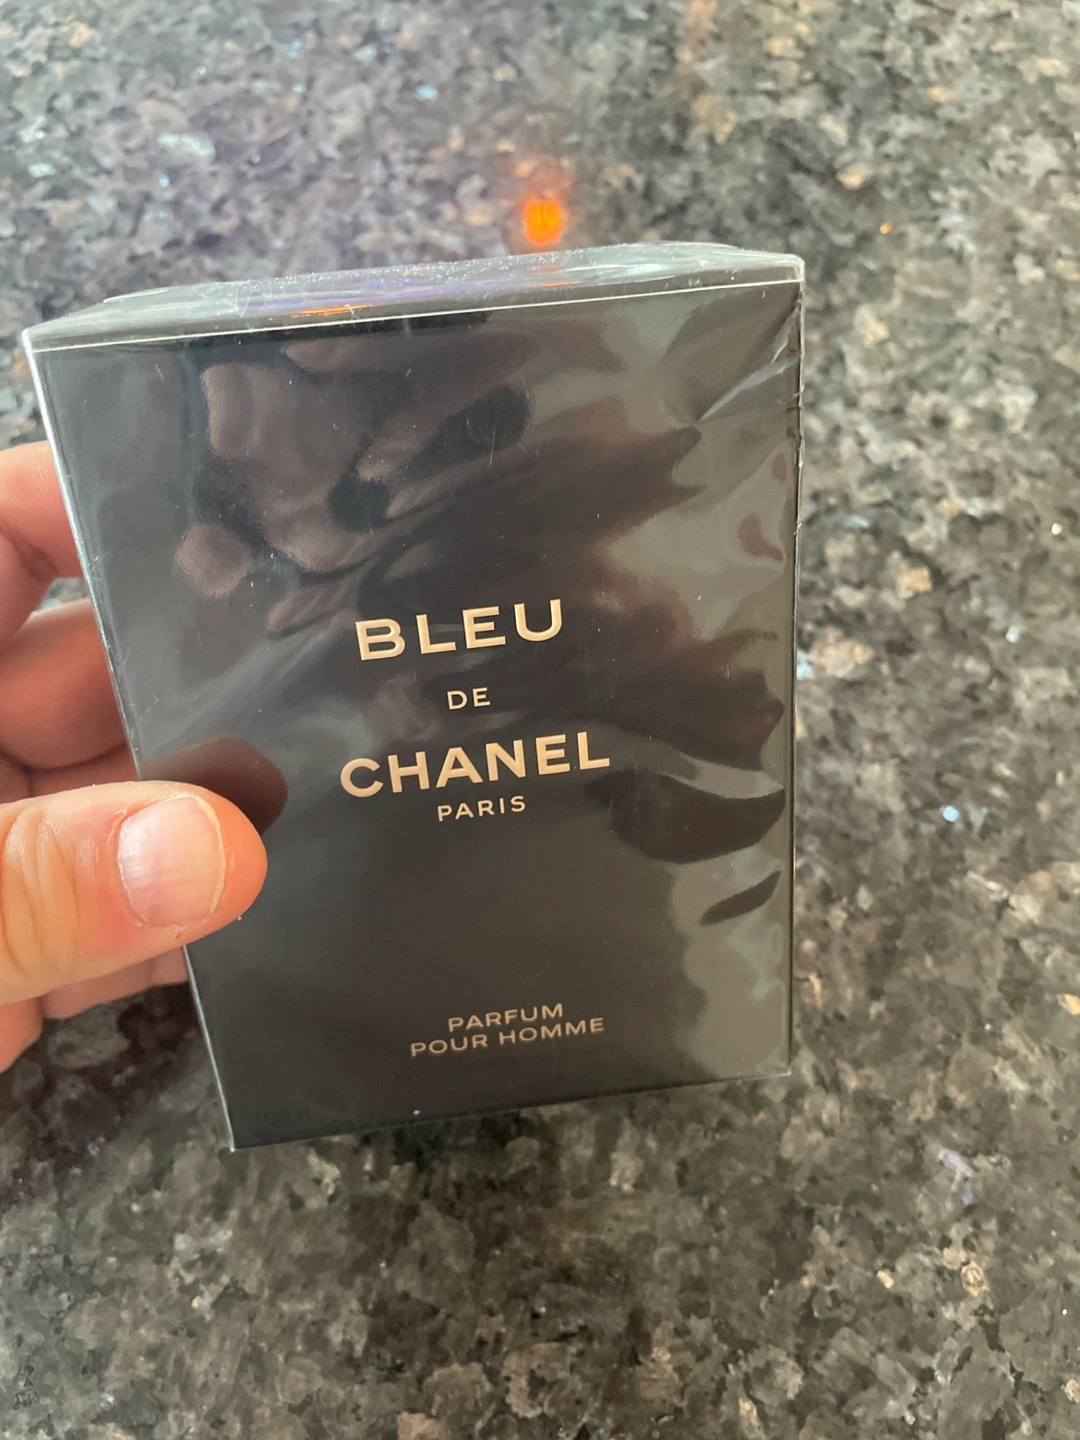 BLEU
DE
CHANEL
PARIS
PARFUM
POUR HOMME